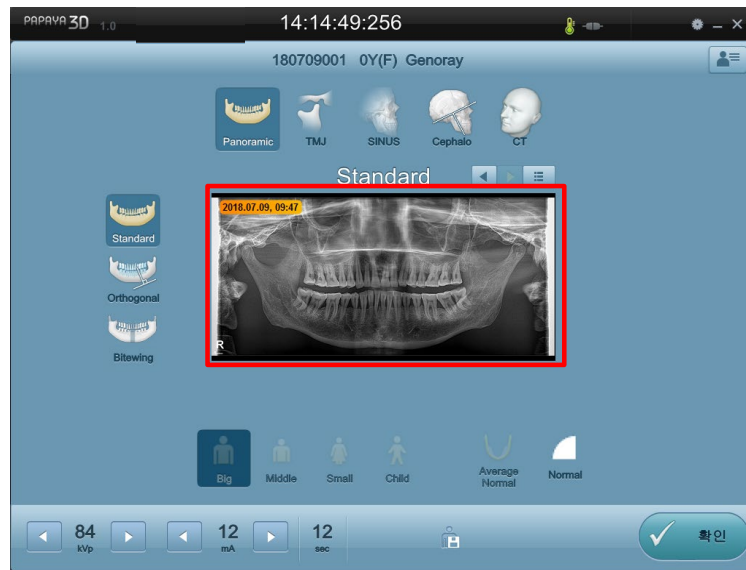 PAPAYA 3D 1.0
14:14:49:256
180709001 0Y(F) Genoray
Panoramic
TMJ
SINUS
Cephalo
CT
Standard
2018.07.09, 09:47
R
Standard
Orthogonal
Bitewing
Big
Middle
Small
Child
Average
Normal
Normal
84
kVp
12
mA
12
sec
확인